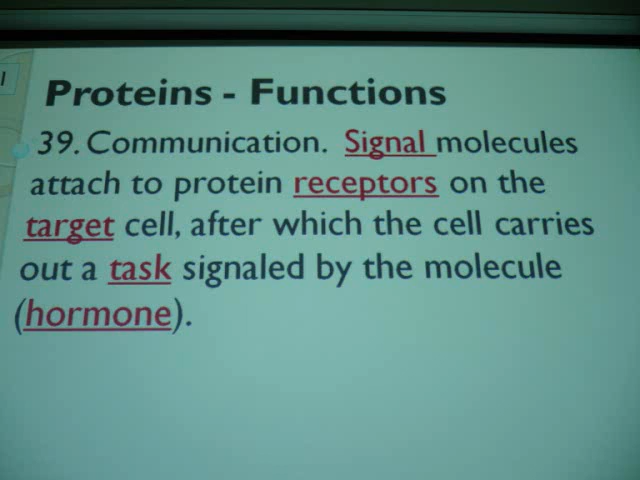 Proteins - Functions
39. Communication. Signal molecules
attach to protein receptors on the
target cell, after which the cell carries
out a task signaled by the molecule
(hormone).